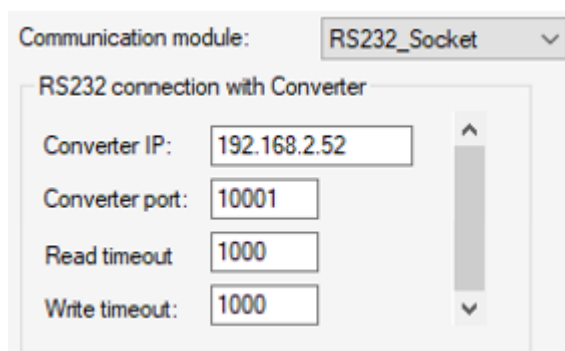 Communication module: RS232_Socket
RS232 connection with Converter
Converter IP: 192.168.2.52
Converter port: 10001
Read timeout 1000
Write timeout: 1000